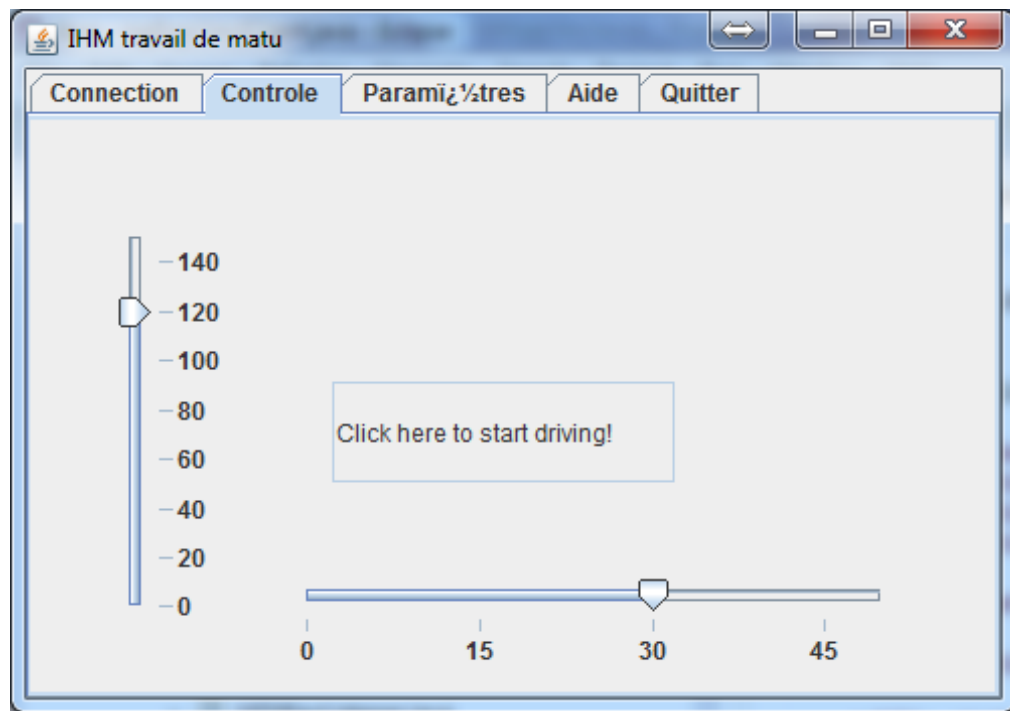 IHM travail de matu
Connection Controle Paramï¿½tres Aide Quitter
140
120
100
80
60
40
20
0
Click here to start driving!
0 15 30 45